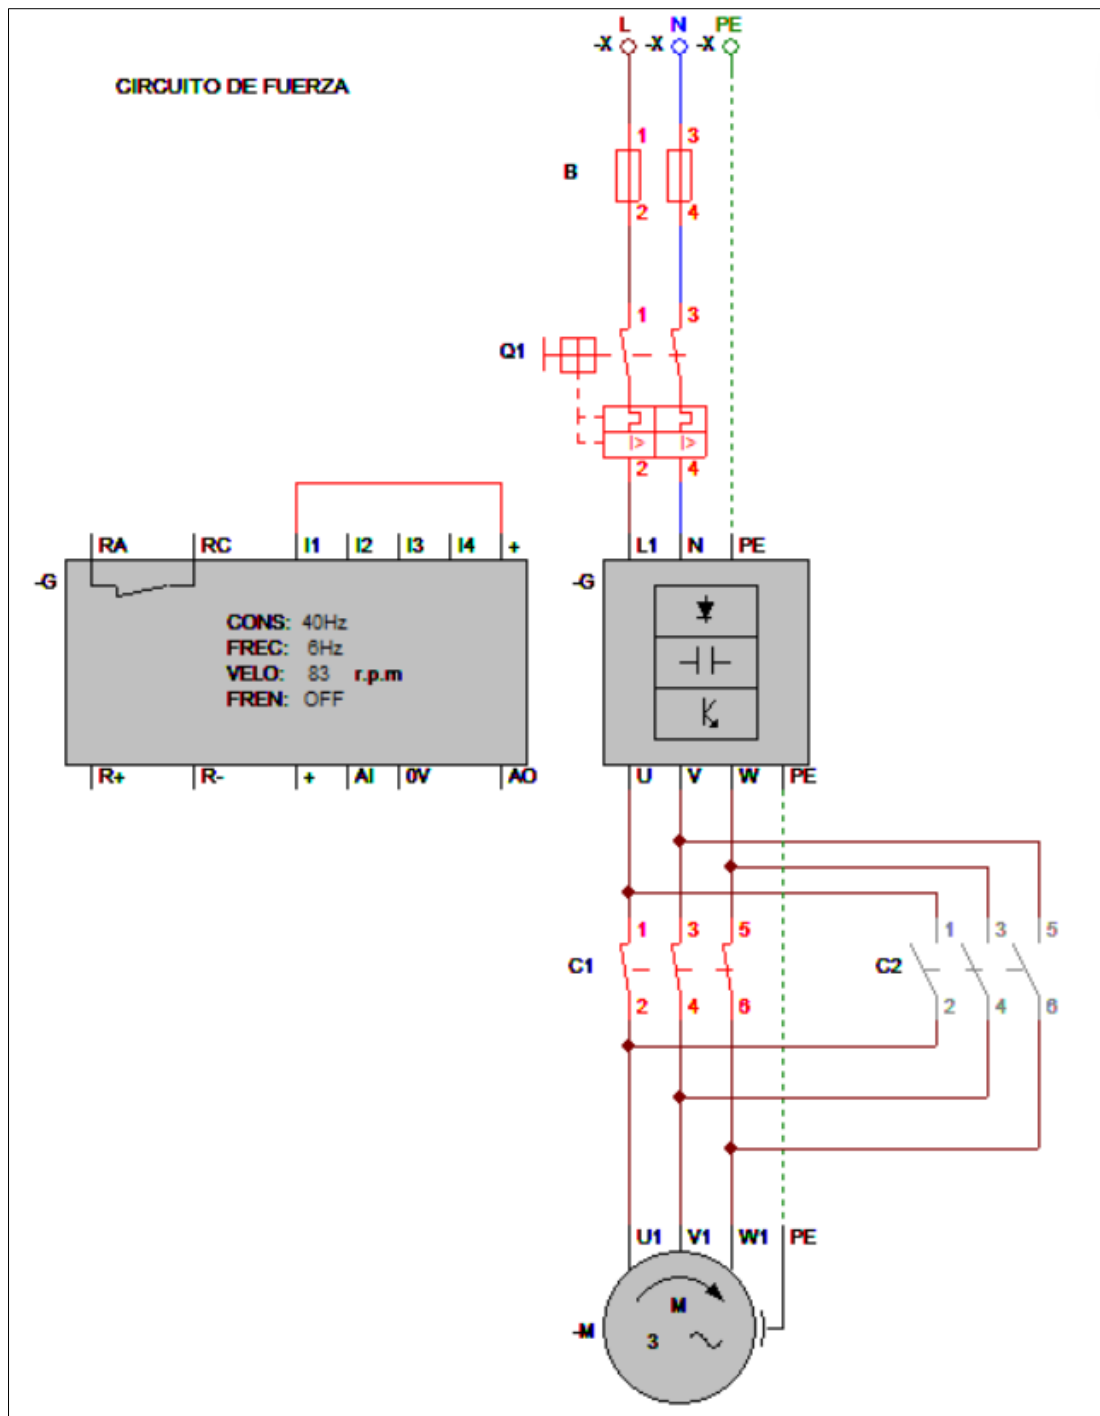 L N PE
-X -X -X
CIRCUITO DE FUERZA
1 3
B
2 4
1 3
Q1
I> I>
2 4
RA RC I1 I2 I3 I4 + L1 N PE
-G -G
CONS: 40Hz
FREC: 6Hz
VELO: 83 r.p.m
FREN: OFF
R+ R- + AI 0V AO U V W PE
1 3 5 1 3 5
C1 C2
2 4 6 2 4 6
U1 V1 W1 PE
M
-M 3